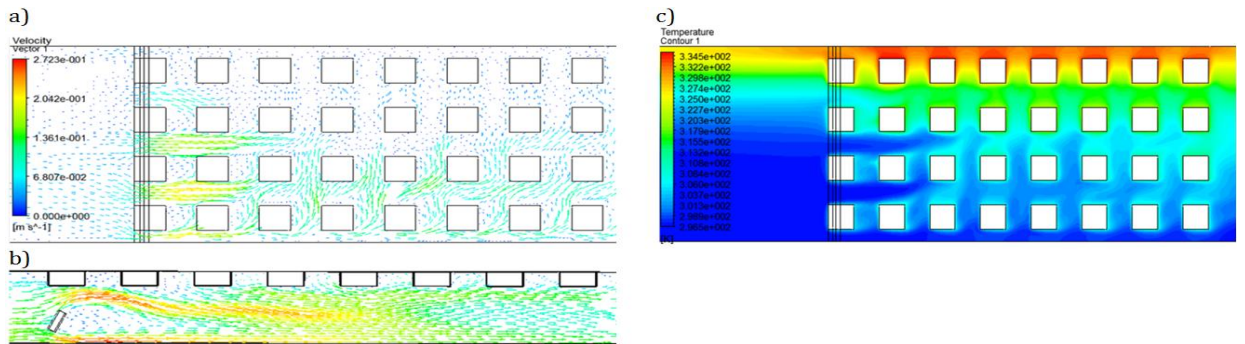 a)
Velocity
Vector 1
2.723e-001
2.042e-001
1.361e-001
6.807e-002
0.000e+000
[m s^-1]
b)
c)
Temperature
Contour 1
3.345e+002
3.322e+002
3.298e+002
3.274e+002
3.250e+002
3.227e+002
3.203e+002
3.179e+002
3.155e+002
3.132e+002
3.108e+002
3.084e+002
3.060e+002
3.037e+002
3.013e+002
2.989e+002
2.965e+002
[K]